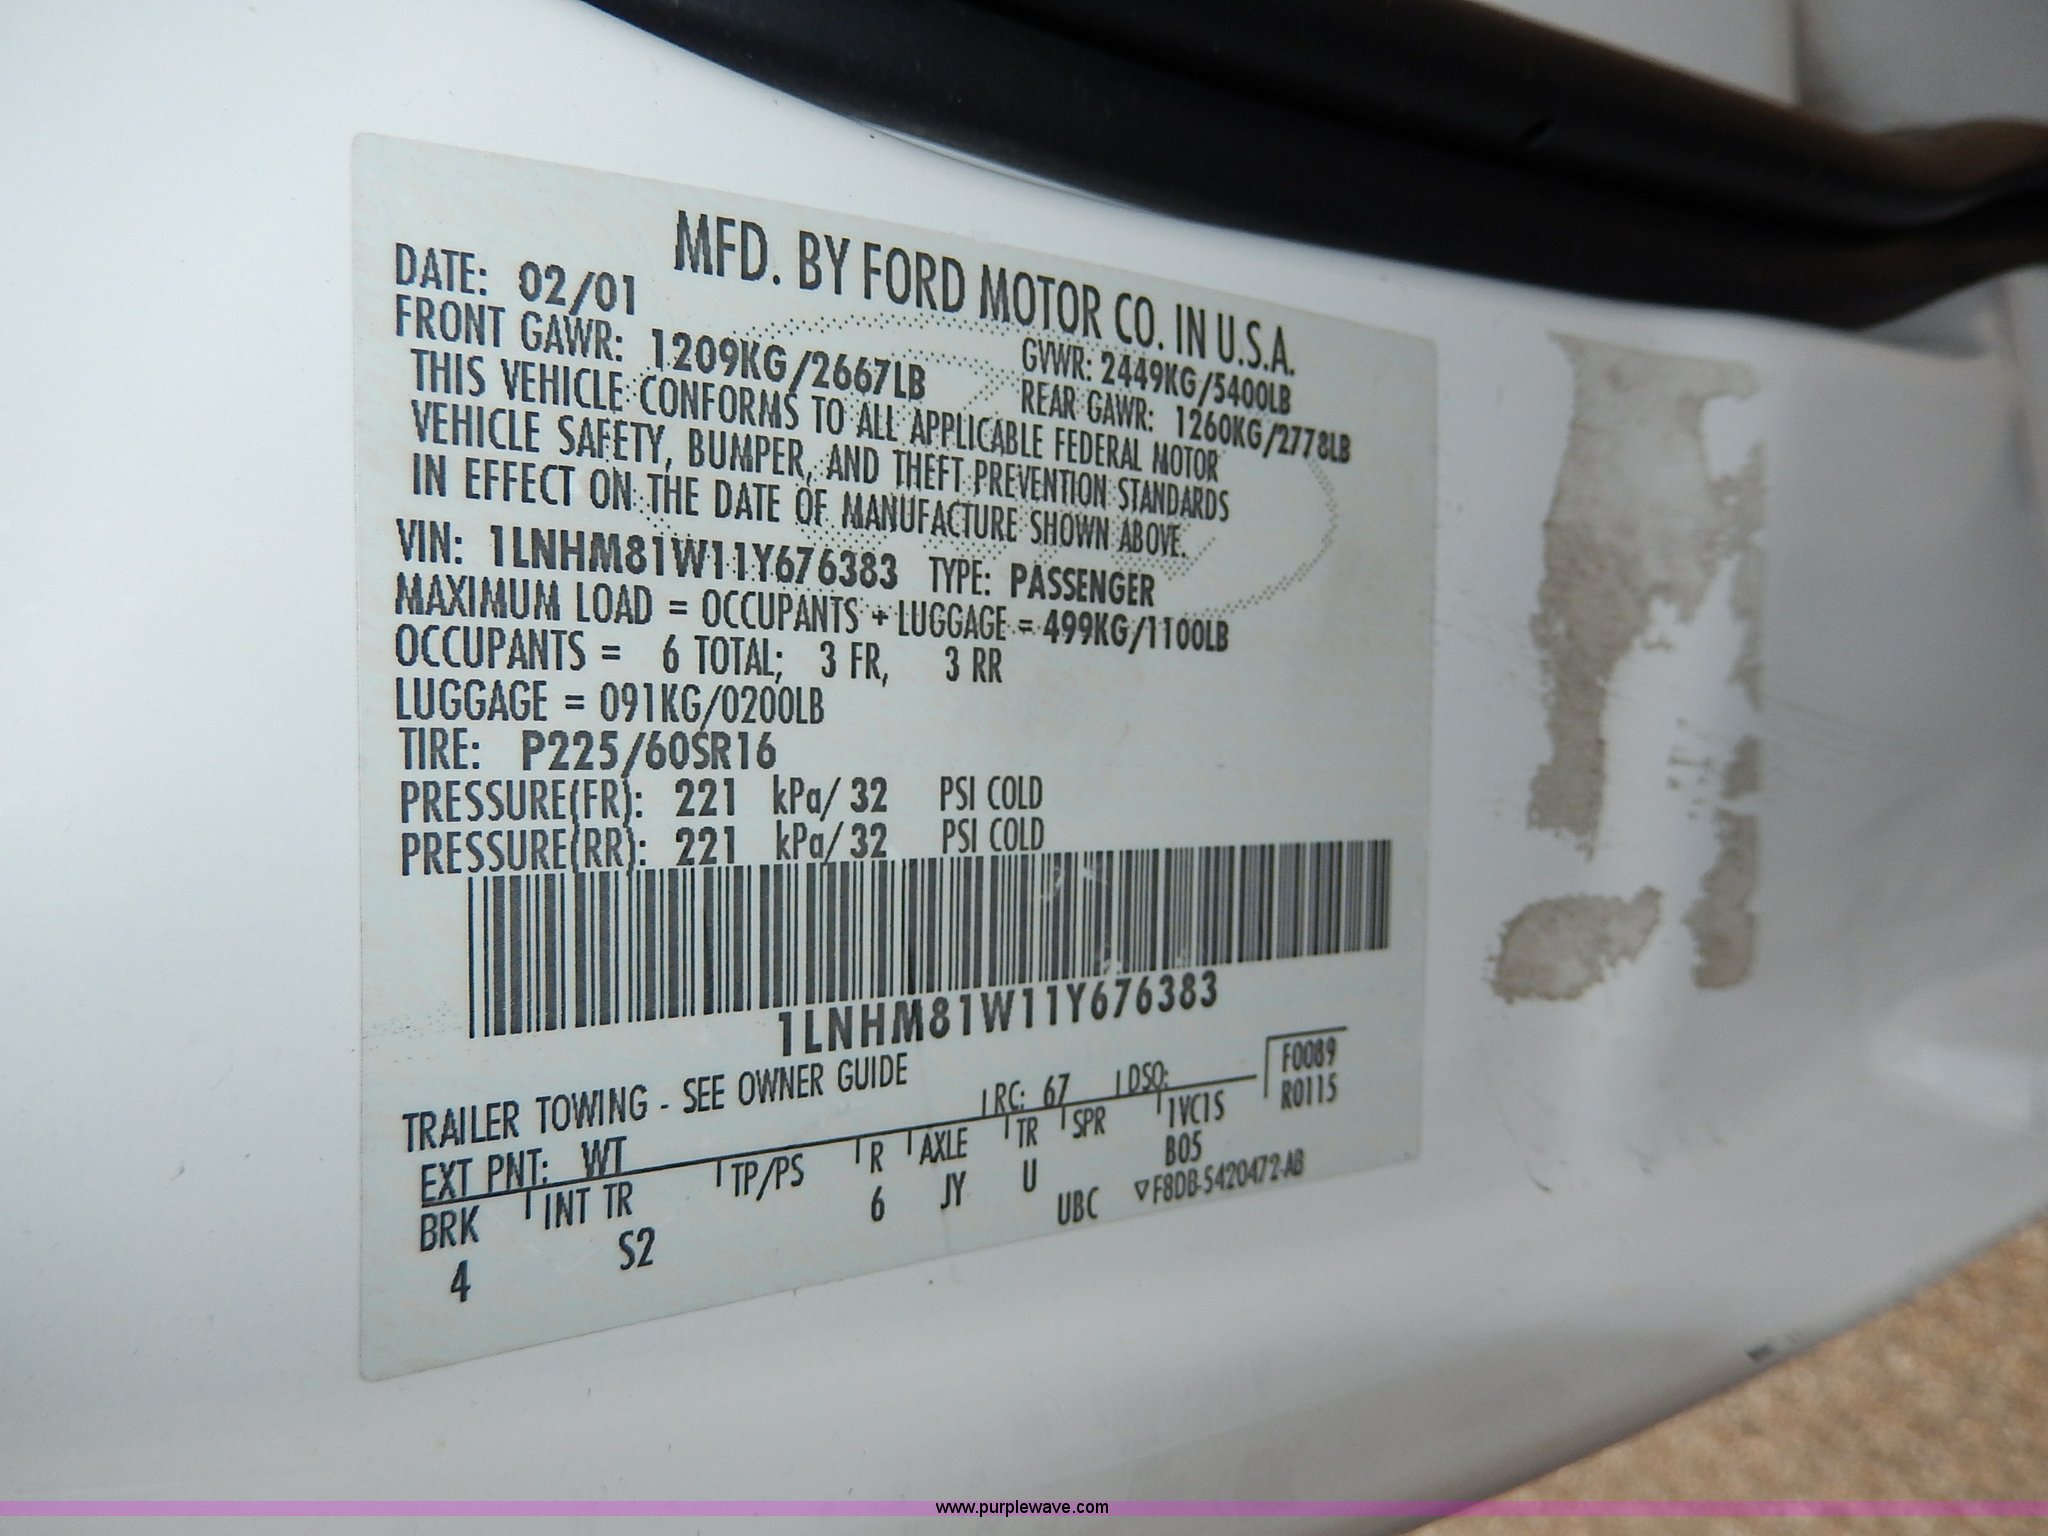 MFD. BY FORD MOTOR CO. IN U.S.A.
DATE: 02/01 GVWR: 2449KG/5400LB
FRONT GAWR: 1209KG/2667LB REAR GAWR: 1260KG/2778LB
THIS VEHICLE CONFORMS TO ALL APPLICABLE FEDERAL MOTOR
VEHICLE SAFETY, BUMPER, AND THEFT PREVENTION STANDARDS
IN EFFECT ON THE DATE OF MANUFACTURE SHOWN ABOVE.
VIN: 1LNHM81W11Y676383 TYPE: PASSENGER
MAXIMUM LOAD = OCCUPANTS + LUGGAGE = 499KG/1100LB
OCCUPANTS = 6 TOTAL; 3 FR, 3 RR
LUGGAGE = 091KG/0200LB
TIRE: P225/60SR16
PRESSURE(FR): 221 kPa/ 32 PSI COLD
PRESSURE(RR): 221 kPa/ 32 PSI COLD
1LNHM81W11Y676383
TRAILER TOWING - SEE OWNER GUIDE
F0089
EXT PNT: WT RC: 67 DSO: R0115
BRK INT TR TP/PS R AXLE TR SPR 1VC1S
4 S2 6 JY U B05
UBC ▽F8DB-5420472-AB
www.purplewave.com